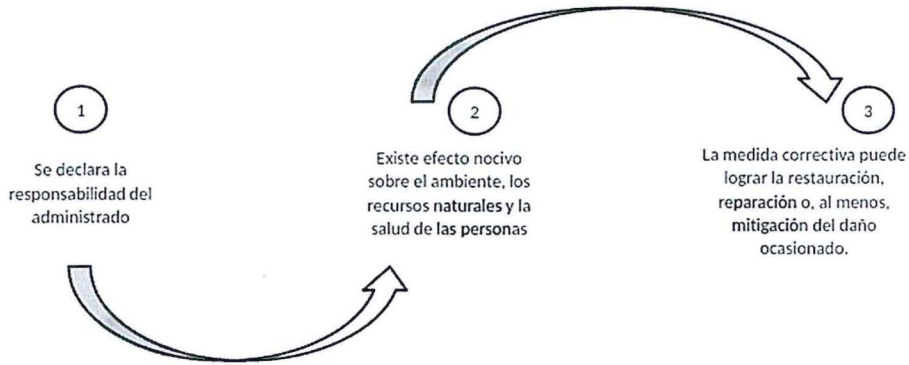 1
Se declara la
responsabilidad del
administrado
2
Existe efecto nocivo
sobre el ambiente, los
recursos naturales y la
salud de las personas
3
La medida correctiva puede
lograr la restauración,
reparación o, al menos,
mitigación del daño
ocasionado.